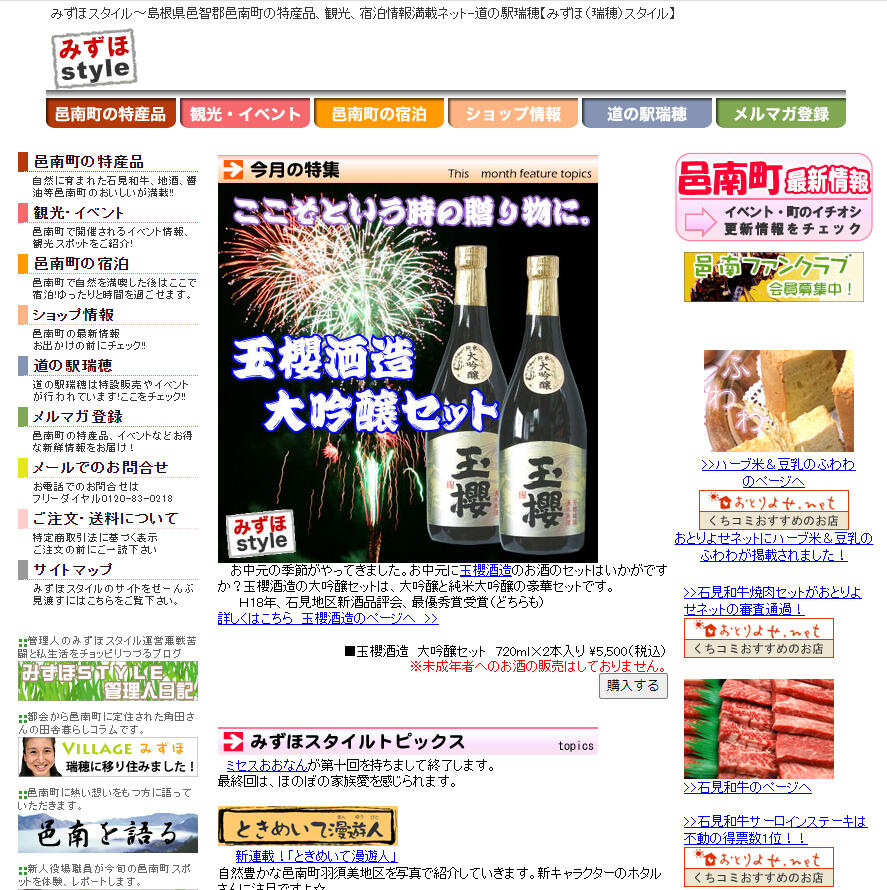 みずほスタイル～島根県邑智郡邑南町の特産品、観光、宿泊情報満載ネット-道の駅瑞穂【みずほ（瑞穂）スタイル】
みずほ
style
邑南町の特産品
観光・イベント
邑南町の宿泊
ショップ情報
道の駅瑞穂
メルマガ登録
邑南町の特産品
自然に育まれた石見和牛、地酒、醤
油等邑南町のおいしいが満載!!
観光・イベント
邑南町で開催されるイベント情報、
観光スポットをご紹介!
邑南町の宿泊
邑南町で自然を満喫した後はここで
宿泊!ゆったりと時間を過ごせます。
ショップ情報
邑南町の最新情報
お出かけの前にチェック!!
道の駅瑞穂
道の駅瑞穂は特設販売やイベント
が行われています!ここをチェック!!
メルマガ登録
邑南町の特産品、イベントなどお得
な新鮮情報をお届け！
メールでのお問合せ
お電話でのお問合せは
フリーダイヤル0120-83-0218
ご注文・送料について
特定商取引法に基づく表示
ご注文の前にご一読下さい
サイトマップ
みずほスタイルのサイトをぜーんぶ
見渡すにはこちらをご覧下さい。
管理人のみずほスタイル運営悪戦苦
闘と私生活をチョッピリつづるブログ
みずほSTYLE
管理人日記
都会から邑南町に定住された角田さ
んの田舎暮らしコラムです。
VILLAGE みずほ
瑞穂に移り住みました！
邑南町に熱い想いをもつ方に語って
いただきます。
邑南を語る
新人役場職員が今旬の邑南町スポ
ットを体験、レポートします。
今月の特集
This month feature topics
ここぞという時の贈り物に。
玉櫻酒造
大吟醸セット
純米
大吟醸
大吟醸
玉櫻
玉櫻
みずほ
style
お中元の季節がやってきました。お中元に玉櫻酒造のお酒のセットはいかがです
か？玉櫻酒造の大吟醸セットは、大吟醸と純米大吟醸の豪華セットです。
H18年、石見地区新酒品評会、最優秀賞受賞（どちらも）
詳しくはこちら　玉櫻酒造のページへ　>>
■玉櫻酒造　大吟醸セット　720ml×2本入り ¥5,500（税込）
※未成年者へのお酒の販売はしておりません。
購入する
みずほスタイルトピックス
topics
ミセスおおなんが第十回を持ちまして終了します。
最終回は、ほのぼの家族愛を感じられます。
ときめいて漫遊人
新連載！「ときめいて漫遊人」
自然豊かな邑南町羽須美地区を写真で紹介していきます。新キャラクターのホタル
さんに注目ですよ☆
邑南町最新情報
イベント・町のイチオシ
更新情報をチェック
邑南ファンクラブ
会員募集中！
ふわふわ
>>ハーブ米＆豆乳のふわわ
のページへ
おとりよせ.net
くちコミおすすめのお店
おとりよせネットにハーブ米＆豆乳の
ふわわが掲載されました！
>>石見和牛焼肉セットがおとりよ
せネットの審査通過！
おとりよせ.net
くちコミおすすめのお店
>>石見和牛のページへ
>>石見和牛サーロインステーキは
不動の得票数1位！！
おとりよせ.net
くちコミおすすめのお店